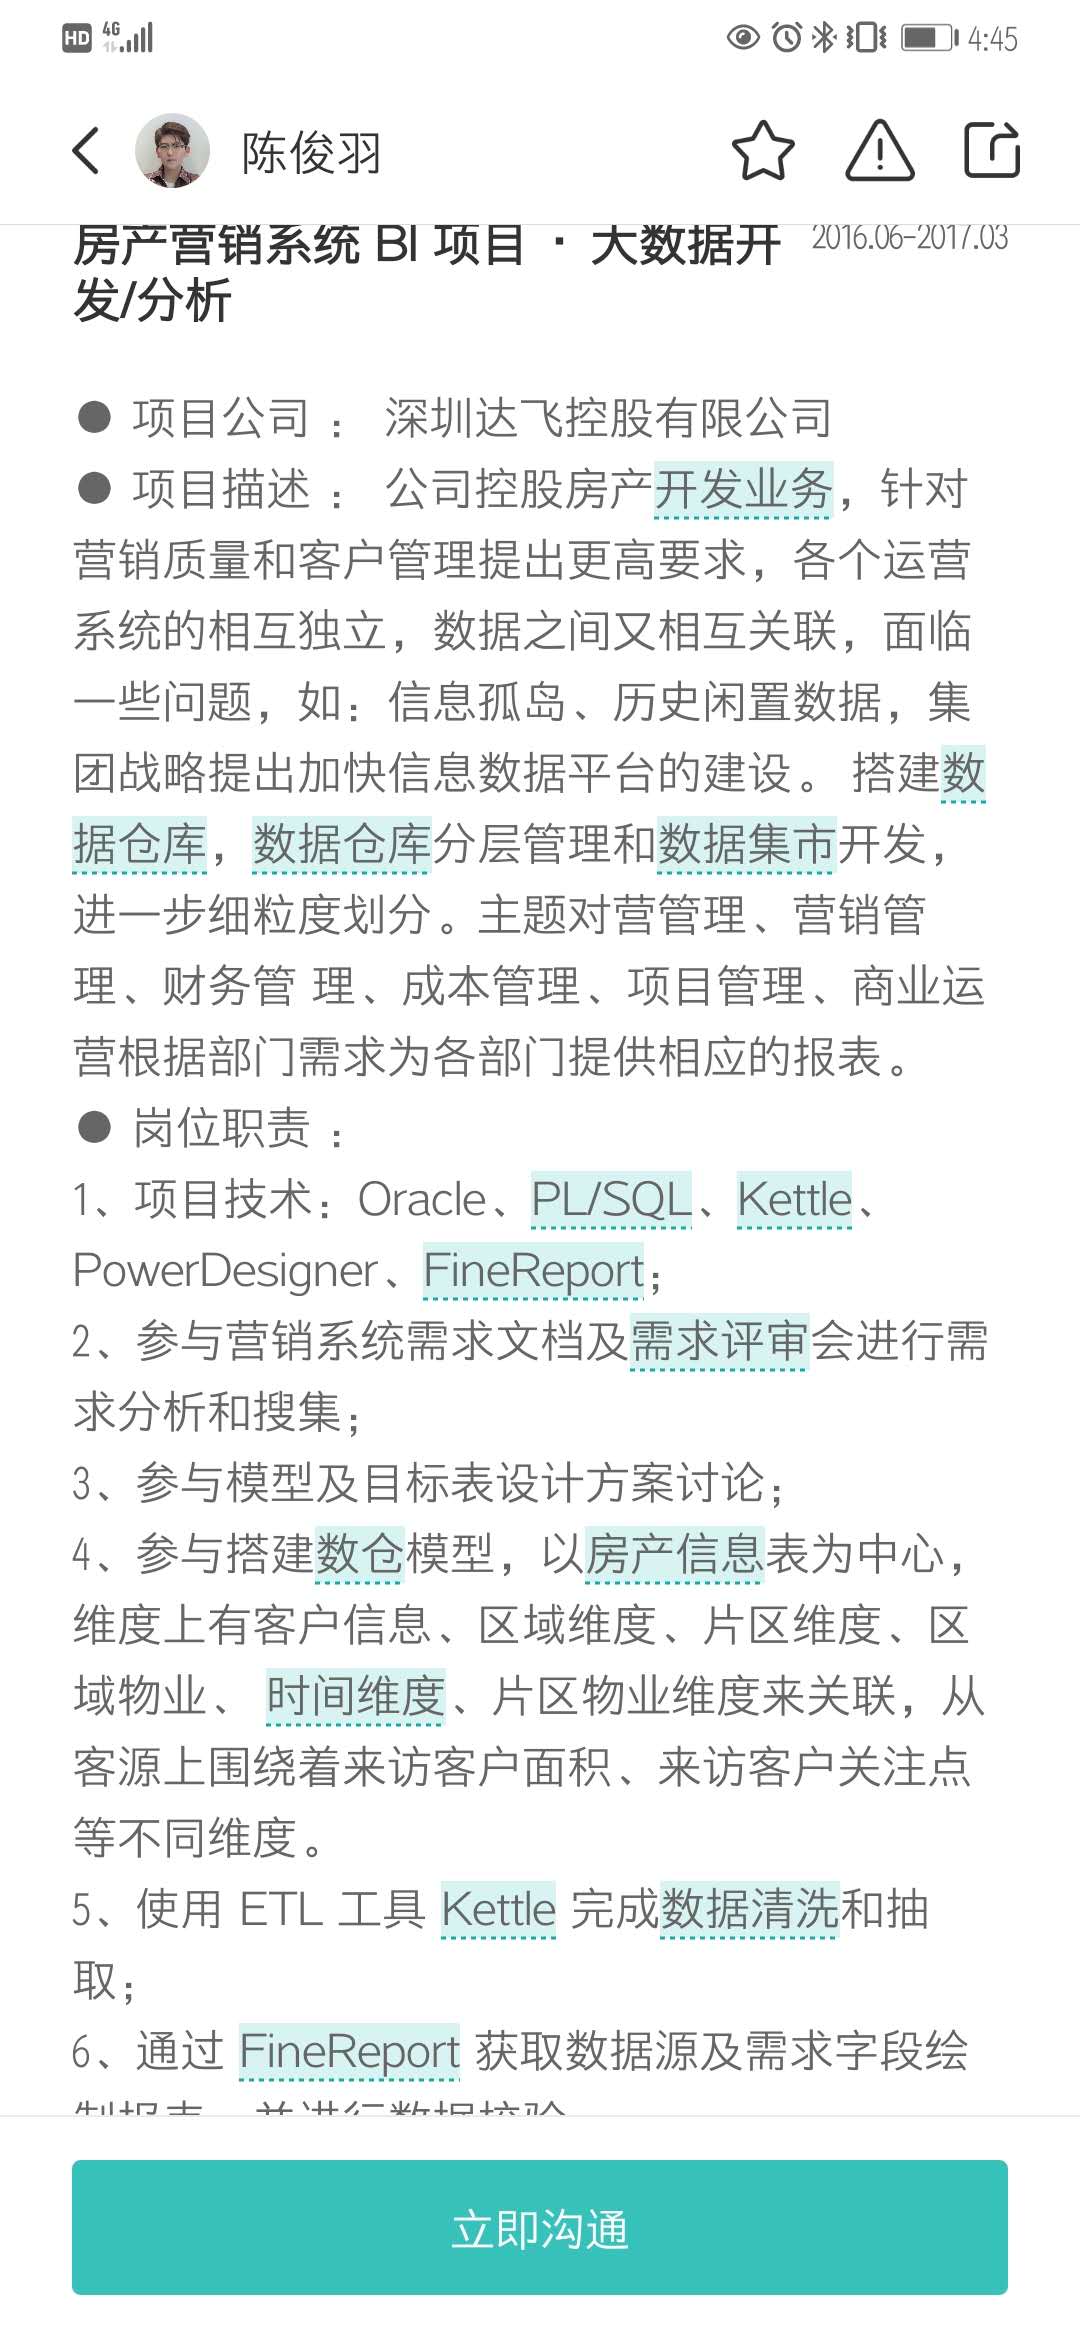 HD 4G 4:45
陈俊羽
房产营销系统 BI 项目 · 大数据开 2016.06-2017.03
发/分析
● 项目公司 ： 深圳达飞控股有限公司
● 项目描述 ： 公司控股房产开发业务，针对
营销质量和客户管理提出更高要求，各个运营
系统的相互独立，数据之间又相互关联，面临
一些问题，如：信息孤岛、历史闲置数据，集
团战略提出加快信息数据平台的建设。 搭建数
据仓库，数据仓库分层管理和数据集市开发，
进一步细粒度划分。主题对营管理、营销管
理、财务管 理、成本管理、项目管理、商业运
营根据部门需求为各部门提供相应的报表。
● 岗位职责 ：
1、项目技术：Oracle、PL/SQL、Kettle、
PowerDesigner、FineReport；
2、参与营销系统需求文档及需求评审会进行需
求分析和搜集；
3、参与模型及目标表设计方案讨论；
4、参与搭建数仓模型，以房产信息表为中心，
维度上有客户信息、区域维度、片区维度、区
域物业、 时间维度、片区物业维度来关联，从
客源上围绕着来访客户面积、来访客户关注点
等不同维度。
5、使用 ETL 工具 Kettle 完成数据清洗和抽
取；
6、通过 FineReport 获取数据源及需求字段绘
制报表，并进行数据校验
立即沟通